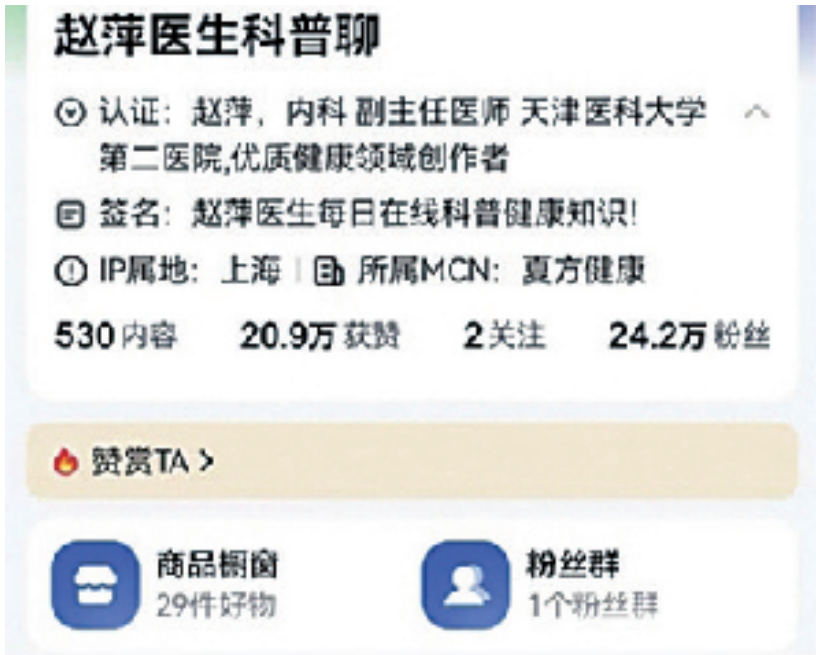 赵萍医生科普聊
认证：赵萍，内科 副主任医师 天津医科大学
第二医院,优质健康领域创作者
签名：赵萍医生每日在线科普健康知识!
IP属地：上海 | 所属MCN：夏方健康
530内容 20.9万获赞 2关注 24.2万粉丝
赞赏TA >
商品橱窗 粉丝群
29件好物 1个粉丝群